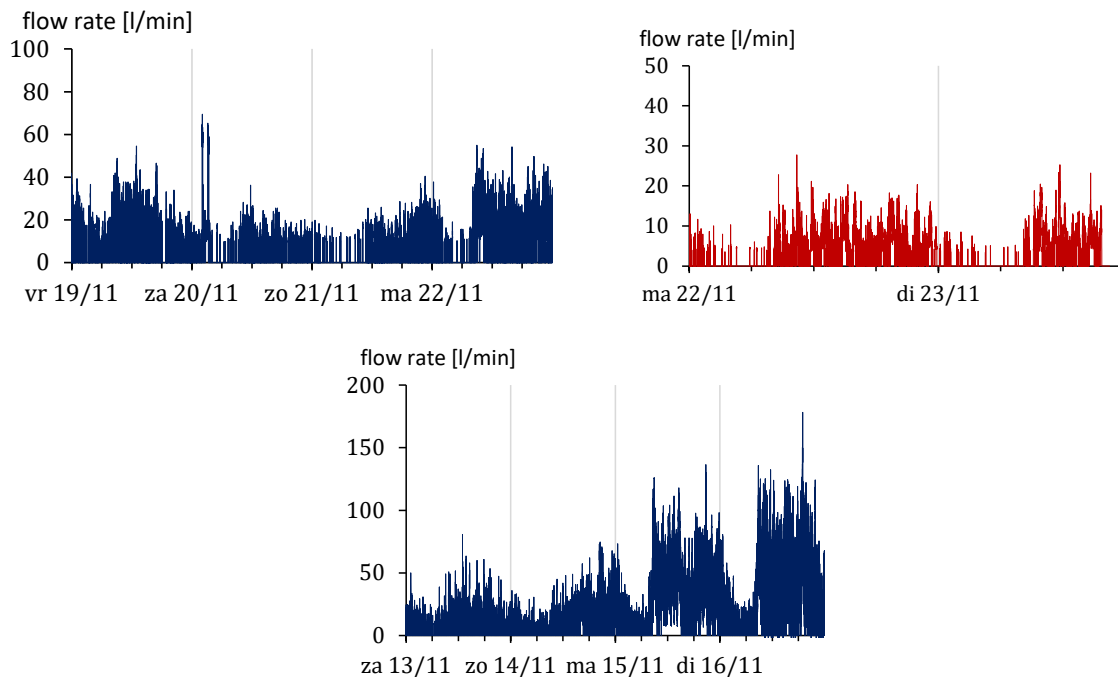 flow rate [l/min]
100
80
60
40
20
0
vr 19/11 za 20/11 zo 21/11 ma 22/11
flow rate [l/min]
50
40
30
20
10
0
ma 22/11 di 23/11
flow rate [l/min]
200
150
100
50
0
za 13/11 zo 14/11 ma 15/11 di 16/11